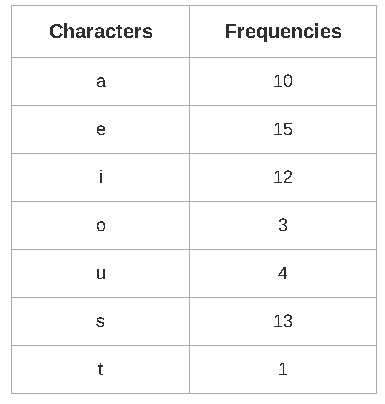 Characters Frequencies
a 10
e 15
i 12
o 3
u 4
s 13
t 1